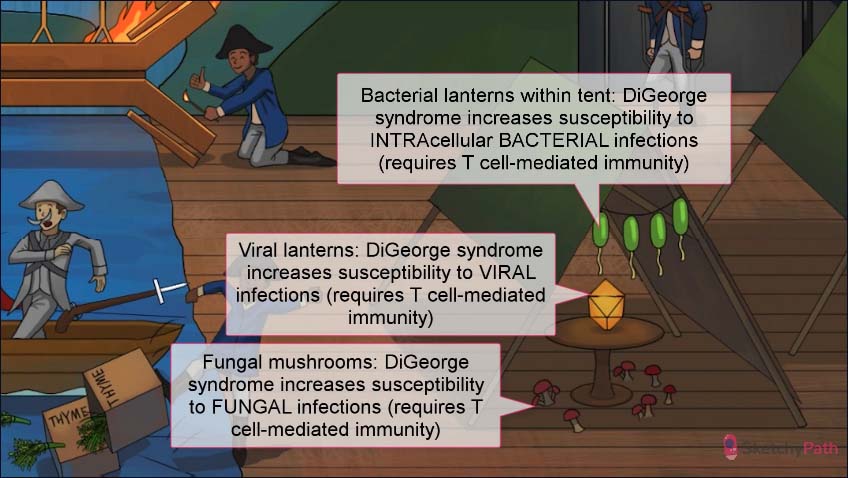 Bacterial lanterns within tent: DiGeorge
syndrome increases susceptibility to
INTRAcellular BACTERIAL infections
(requires T cell-mediated immunity)
Viral lanterns: DiGeorge syndrome
increases susceptibility to VIRAL
infections (requires T cell-mediated
immunity)
Fungal mushrooms: DiGeorge
syndrome increases susceptibility
to FUNGAL infections (requires T
cell-mediated immunity)
THYME
THYME
SketchyPath